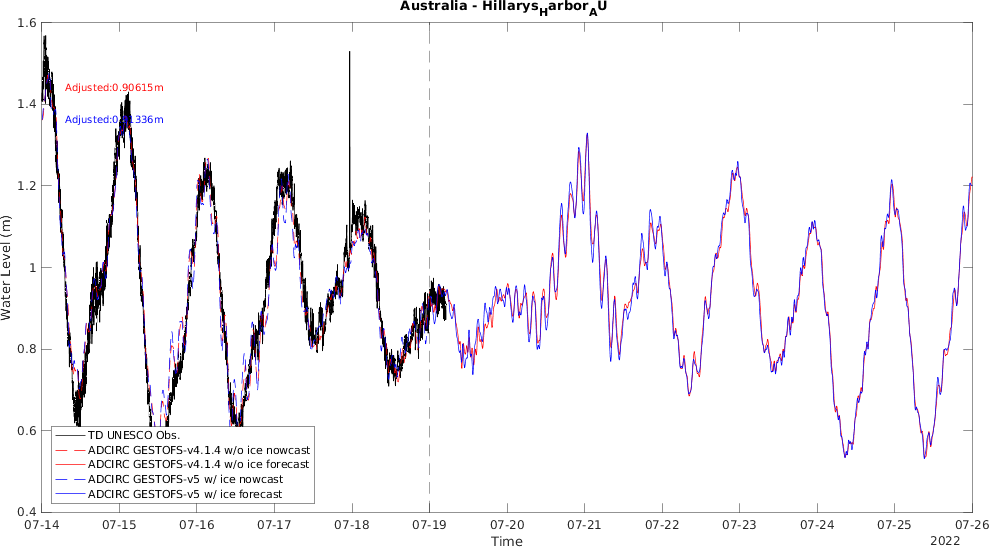 Australia - Hillarys_Harbor_AU
1.6
1.4
1.2
1
0.8
0.6
0.4
Water Level (m)
Adjusted:0.90615m
Adjusted:0.91336m
TD UNESCO Obs.
ADCIRC GESTOFS-v4.1.4 w/o ice nowcast
ADCIRC GESTOFS-v4.1.4 w/o ice forecast
ADCIRC GESTOFS-v5 w/ ice nowcast
ADCIRC GESTOFS-v5 w/ ice forecast
07-14 07-15 07-16 07-17 07-18 07-19 07-20 07-21 07-22 07-23 07-24 07-25 07-26
Time
2022